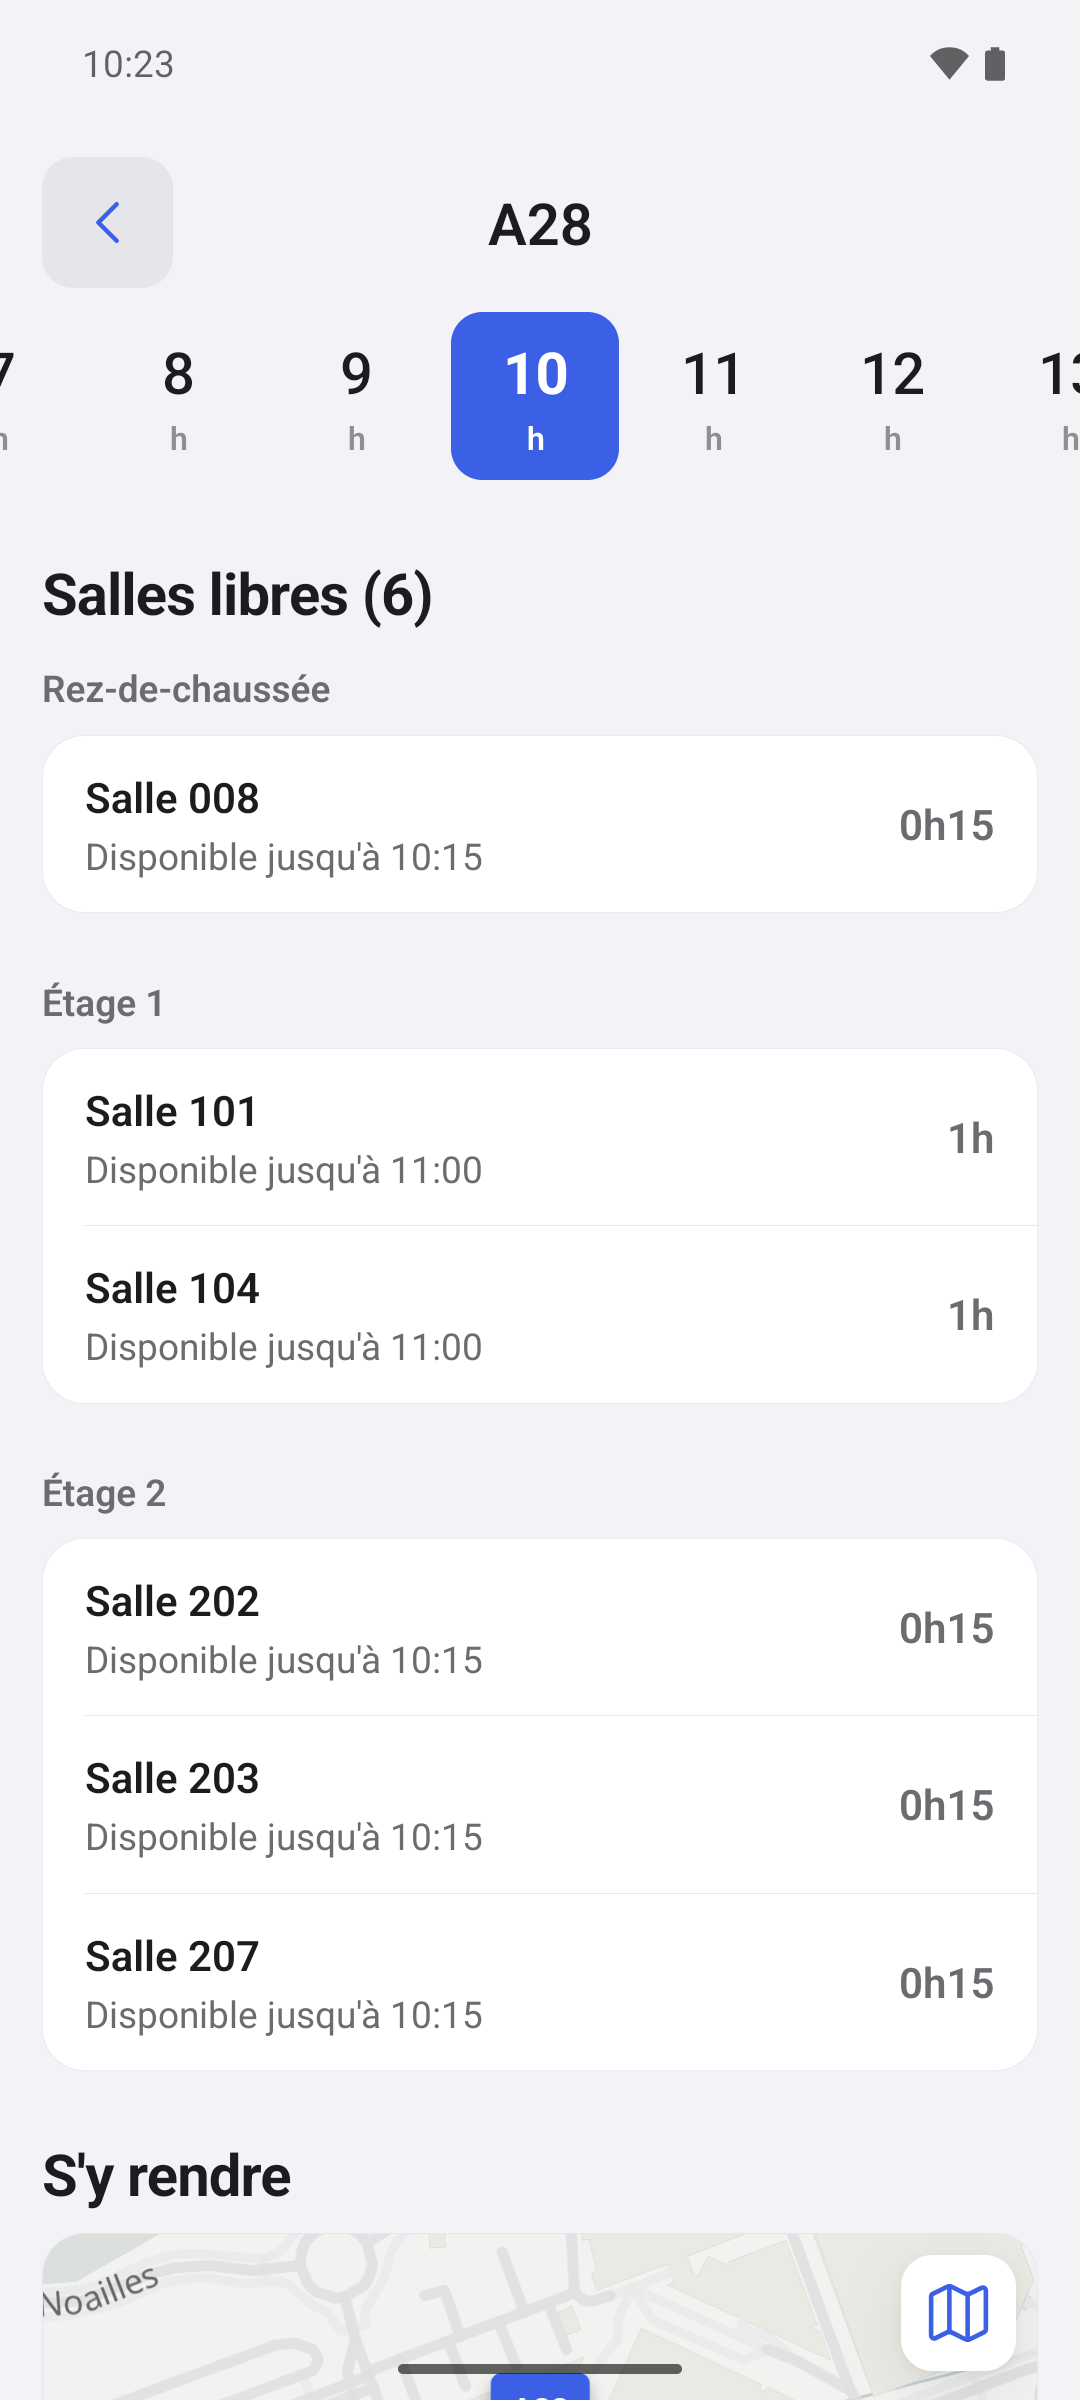 10:23
A28
7 8 9 10 11 12 13
h h h h h h h
Salles libres (6)
Rez-de-chaussée
Salle 008
Disponible jusqu'à 10:15
0h15
Étage 1
Salle 101
Disponible jusqu'à 11:00
1h
Salle 104
Disponible jusqu'à 11:00
1h
Étage 2
Salle 202
Disponible jusqu'à 10:15
0h15
Salle 203
Disponible jusqu'à 10:15
0h15
Salle 207
Disponible jusqu'à 10:15
0h15
S'y rendre
Noailles